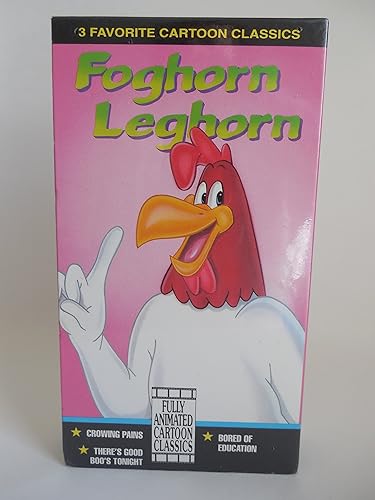 3 FAVORITE CARTOON CLASSICS
Foghorn
Leghorn
CROWING PAINS
THERE'S GOOD
BOO'S TONIGHT
FULLY
ANIMATED
CARTOON
CLASSICS
BORED OF
EDUCATION